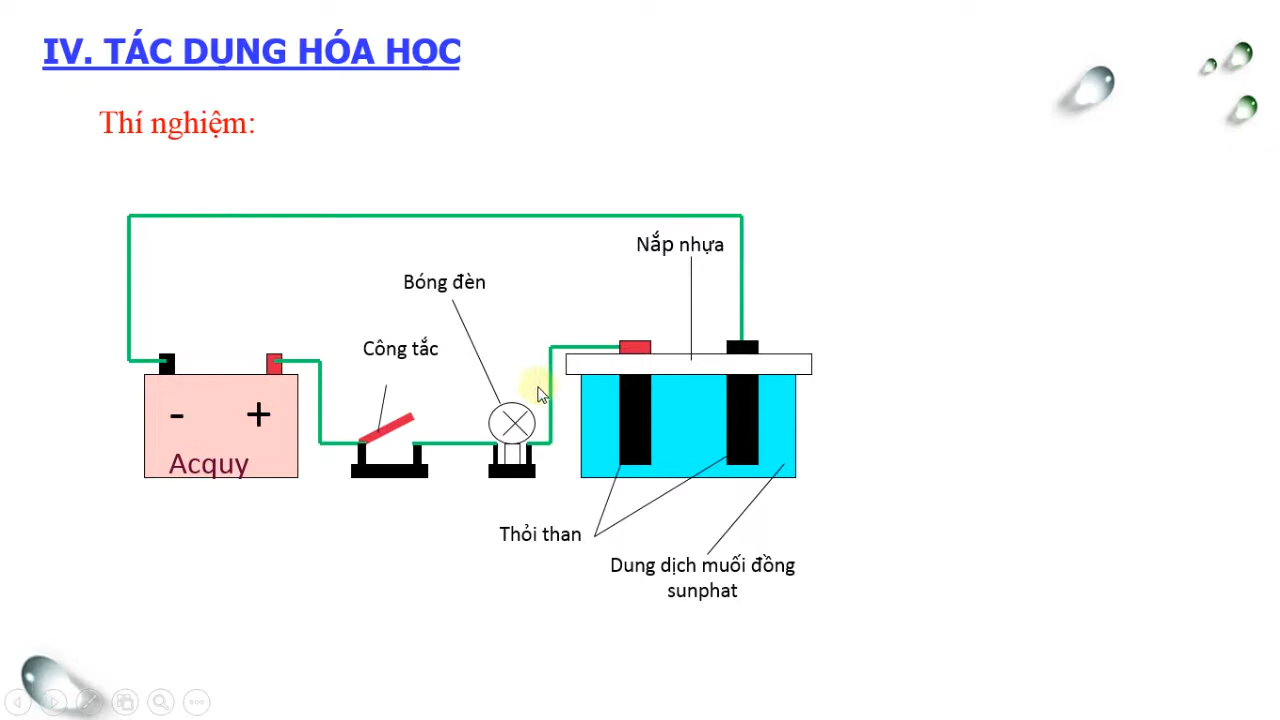 IV. TÁC DỤNG HÓA HỌC
Thí nghiệm:
Nắp nhựa
Bóng đèn
Công tắc
- +
Acquy
Thỏi than
Dung dịch muối đồng
sunphat